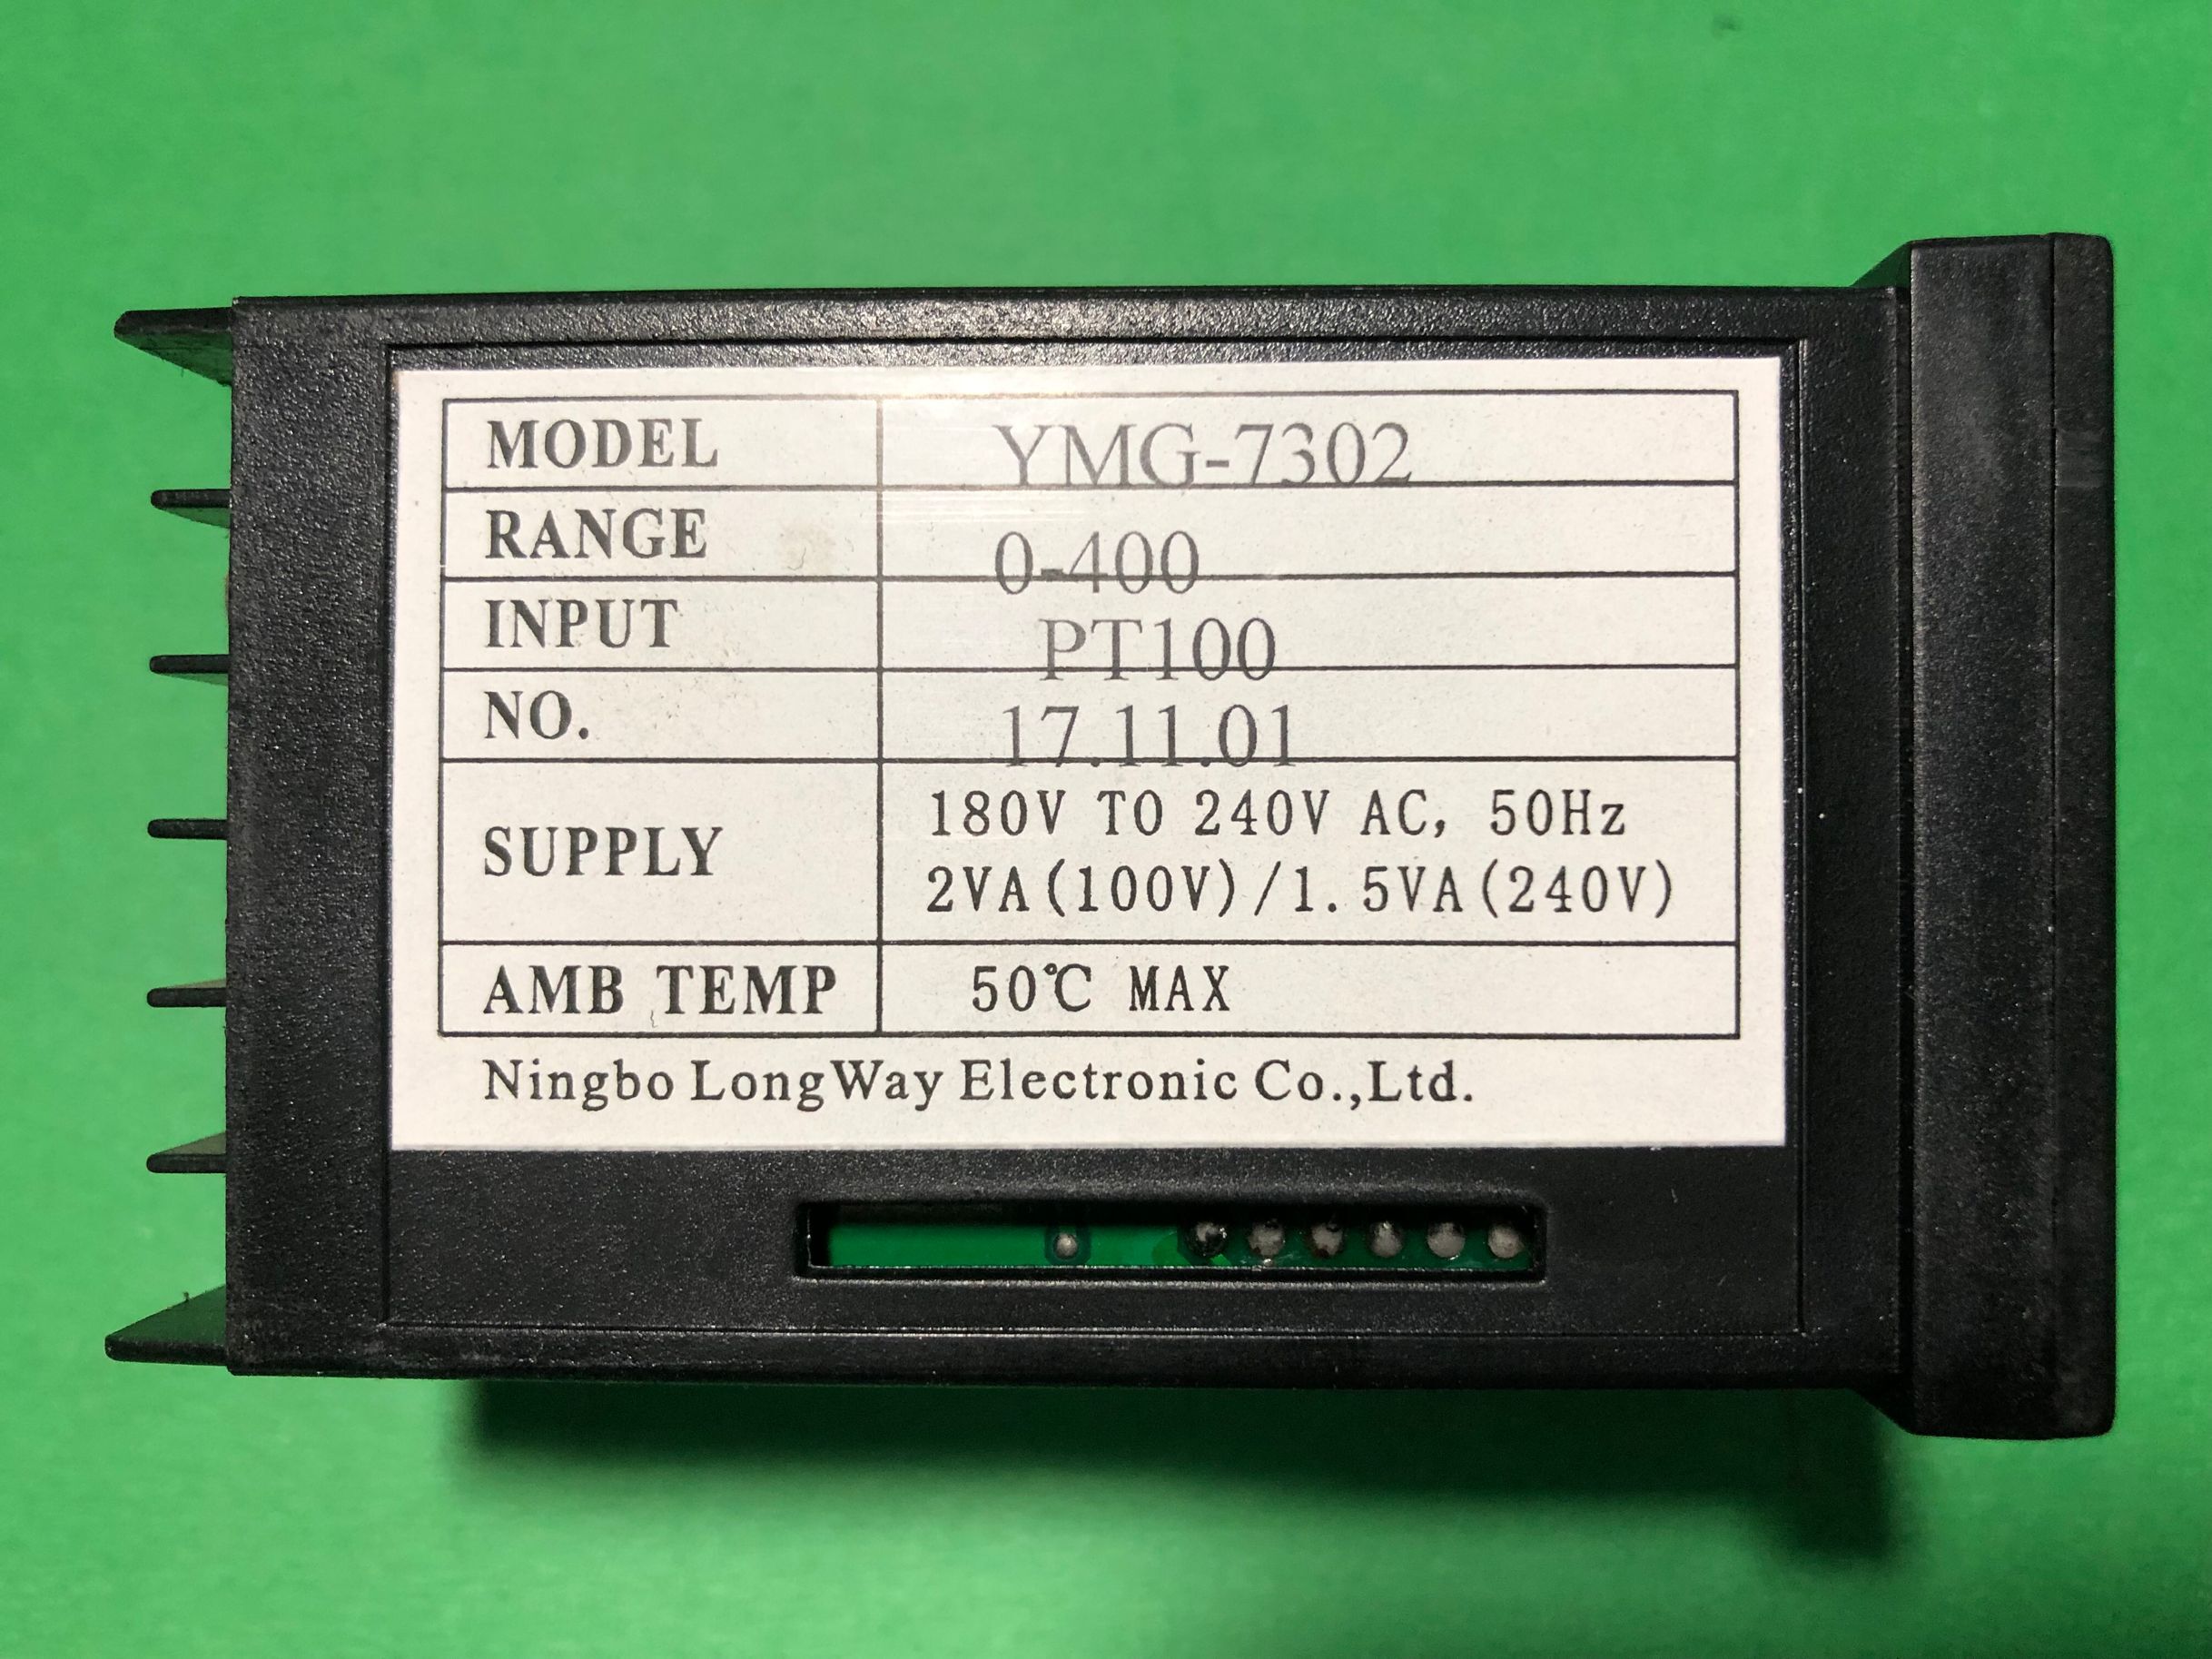 MODEL YMG-7302
RANGE 0-400
INPUT PT100
NO. 17.11.01
SUPPLY 180V TO 240V AC, 50Hz
2VA(100V)/1.5VA(240V)
AMB TEMP 50℃ MAX
Ningbo LongWay Electronic Co.,Ltd.